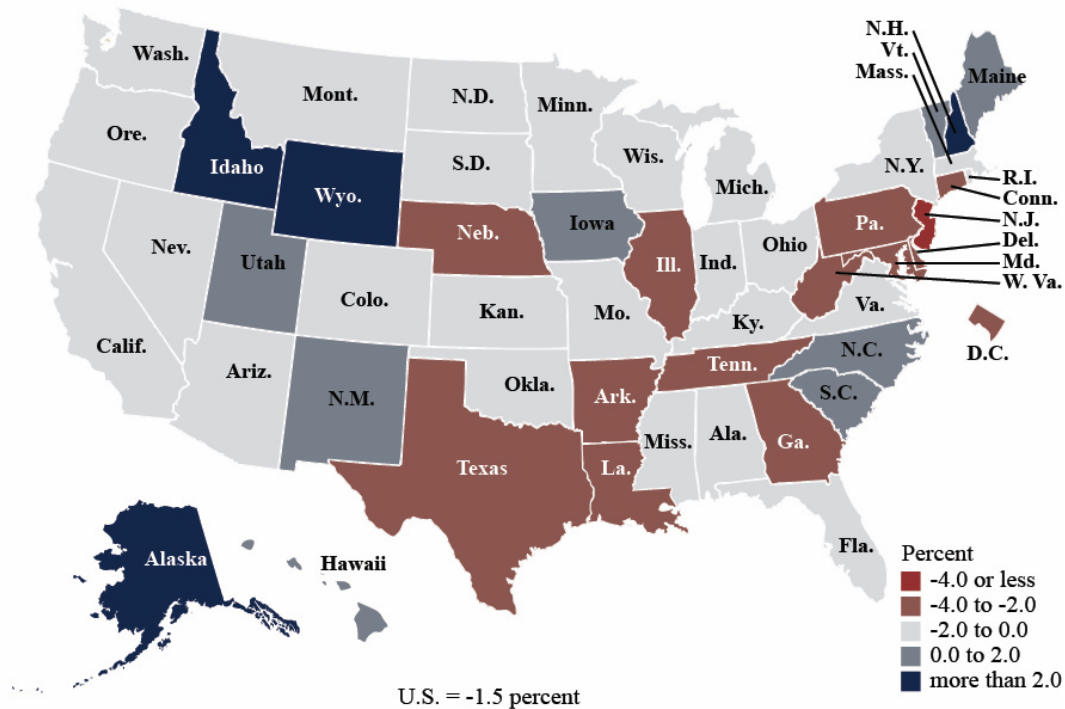 N.H.
Vt.
Mass.
Maine
Wash.
Mont.
N.D.
Minn.
Ore.
Idaho
Wyo.
S.D.
Wis.
Mich.
N.Y.
R.I.
Conn.
N.J.
Del.
Md.
W. Va.
Nev.
Utah
Neb.
Iowa
Ill.
Ind.
Ohio
Pa.
Calif.
Colo.
Kan.
Mo.
Ky.
Va.
D.C.
Ariz.
N.M.
Okla.
Ark.
Tenn.
N.C.
S.C.
Texas
La.
Miss.
Ala.
Ga.
Fla.
Alaska
Hawaii
Percent
-4.0 or less
-4.0 to -2.0
-2.0 to 0.0
0.0 to 2.0
more than 2.0
U.S. = -1.5 percent